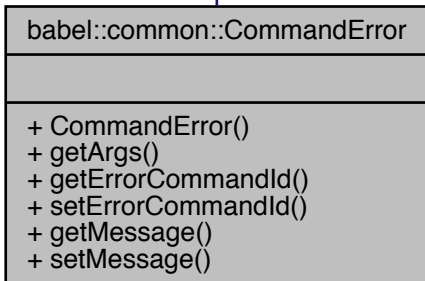 babel::common::CommandError
+ CommandError()
+ getArgs()
+ getErrorCommandId()
+ setErrorCommandId()
+ getMessage()
+ setMessage()